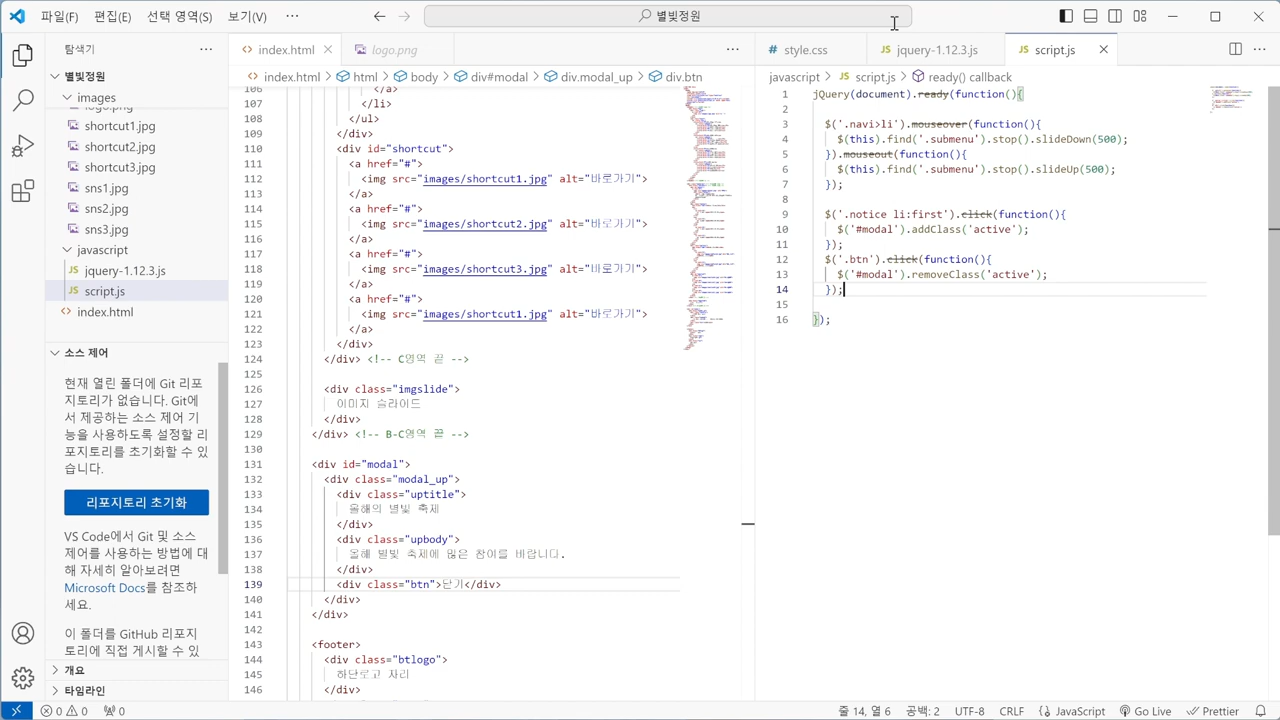 파일(F) 편집(E) 선택 영역(S) 보기(V) ··· 별빛정원
탐색기 ···
별빛정원
images
shortcut1.jpg
shortcut2.jpg
shortcut3.jpg
sns1.jpg
sns2.jpg
sns3.jpg
javascript
JS jquery-1.12.3.js
JS script.js
<> index.html
소스 제어
현재 열린 폴더에 Git 리포
지토리가 없습니다. Git에
서 제공하는 소스 제어 기
능을 사용하도록 설정할 리
포지토리를 초기화할 수 있
습니다.
리포지토리 초기화
VS Code에서 Git 및 소스
제어를 사용하는 방법에 대
해 자세히 알아보려면
Microsoft Docs를 참조하
세요.
이 폴더를 GitHub 리포지
토리에 직접 게시할 수 있
개요
타임라인
<> index.html logo.png ···
<> index.html > html > body > div#modal > div.modal_up > div.btn
106 </a>
107 </li>
108 </ul>
109 </div>
110 <div id="shortcut">
111 <a href="#">
112 <img src="images/shortcut1.jpg" alt="바로가기">
113 </a>
114 <a href="#">
115 <img src="images/shortcut2.jpg" alt="바로가기">
116 </a>
117 <a href="#">
118 <img src="images/shortcut3.jpg" alt="바로가기">
119 </a>
120 <a href="#">
121 <img src="images/shortcut1.jpg" alt="바로가기">
122 </a>
123 </div>
124 </div> <!-- C영역 끝 -->
125
126 <div class="imgslide">
127 이미지 슬라이드
128 </div>
129 </div> <!-- B-C영역 끝 -->
130
131 <div id="modal">
132 <div class="modal_up">
133 <div class="uptitle">
134 올해의 별빛 축제
135 </div>
136 <div class="upbody">
137 올해 별빛 축제에 많은 참여를 바랍니다.
138 </div>
139 <div class="btn">닫기</div>
140 </div>
141 </div>
142
143 <footer>
144 <div class="btlogo">
145 하단로고 자리
146 </div>
# style.css JS jquery-1.12.3.js JS script.js ···
javascript > JS script.js > ready() callback
1 jQuery(document).ready(function(){
2
3 $('.navi>li').mouseover(function(){
4 $(this).find('.submenu').stop().slideDown(500);
5 }).mouseout(function(){
6 $(this).find('.submenu').stop().slideUp(500);
7 });
8
9 $('.notice li:first').click(function(){
10 $('#modal').addClass('active');
11 });
12 $('.btn').click(function(){
13 $('#modal').removeClass('active');
14 });
15
16 });
0 0 0 줄 14, 열 6 공백: 2 UTF-8 CRLF JavaScript Go Live Prettier